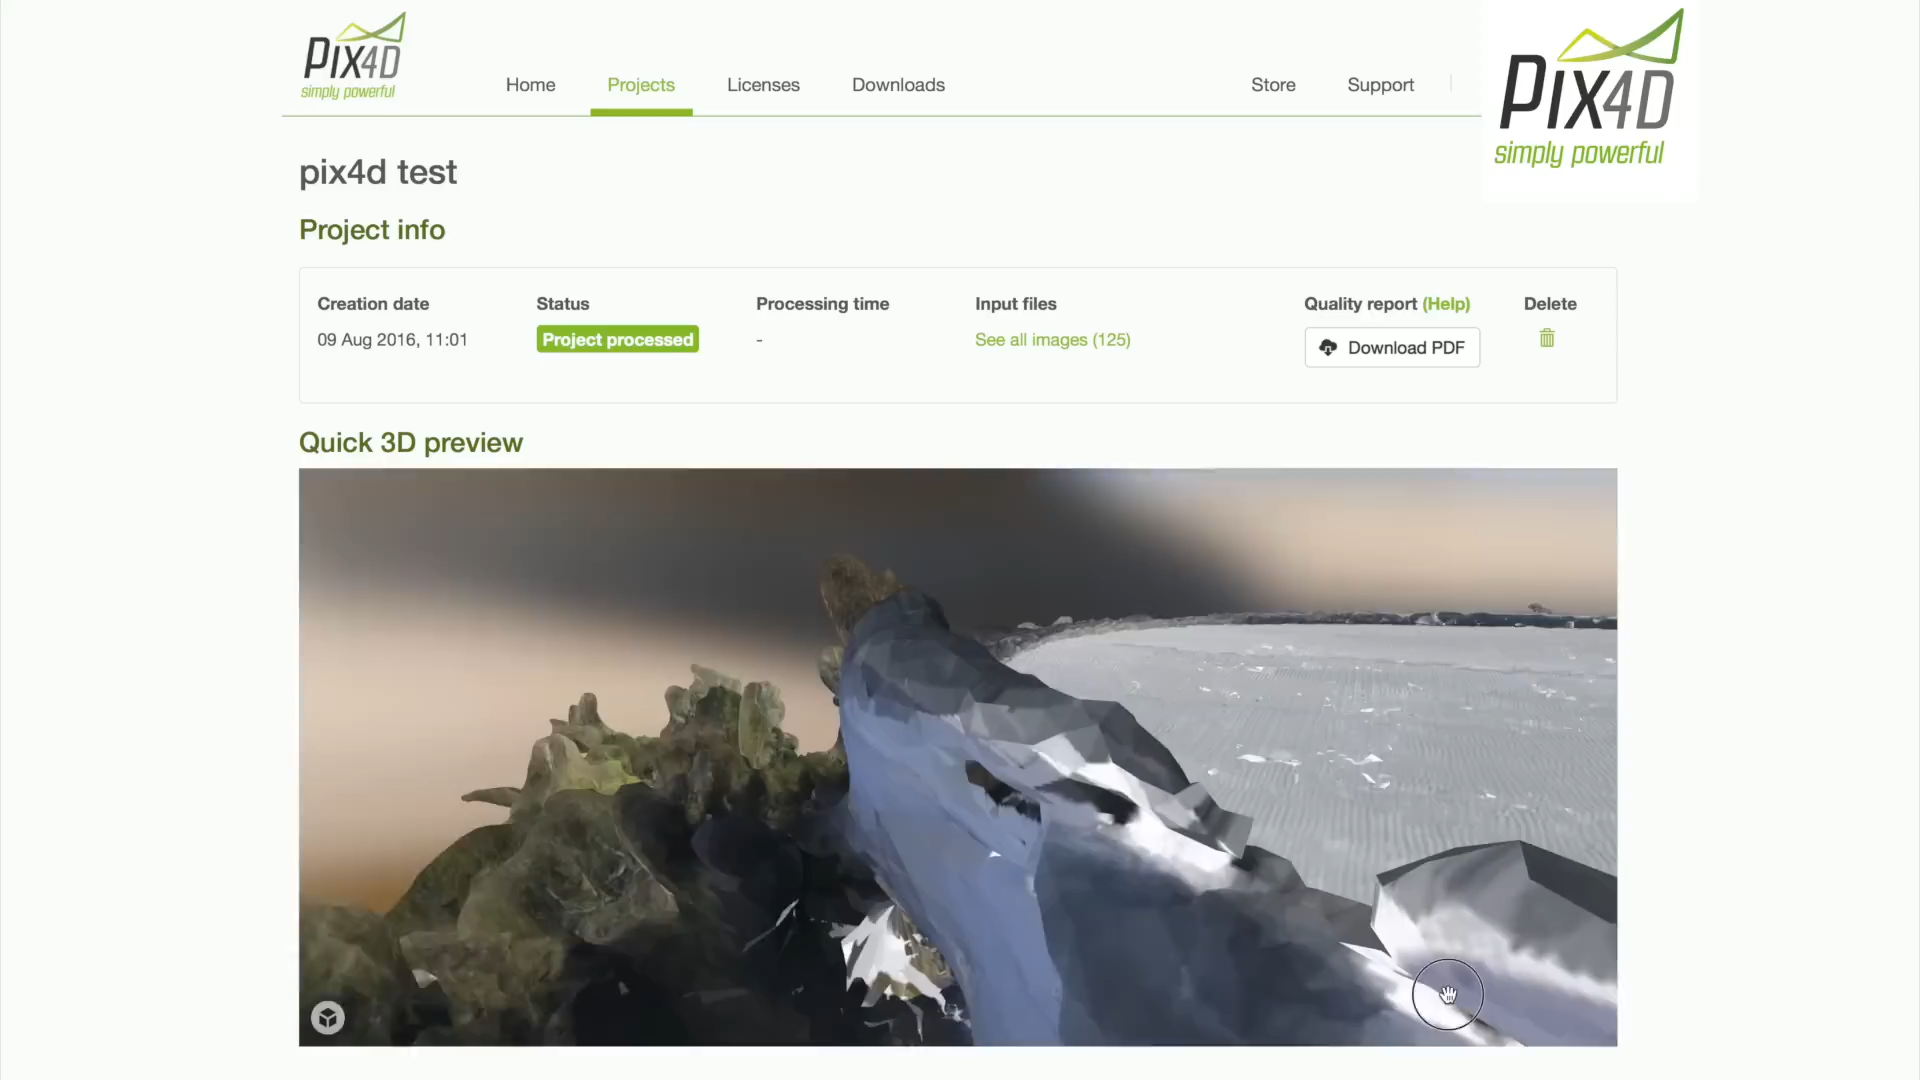 PIX4D
simply powerful
Home
Projects
Licenses
Downloads
Store
Support
PIX4D
simply powerful
pix4d test
Project info
Creation date
Status
Processing time
Input files
Quality report (Help)
Delete
09 Aug 2016, 11:01
Project processed
-
See all images (125)
Download PDF
Quick 3D preview